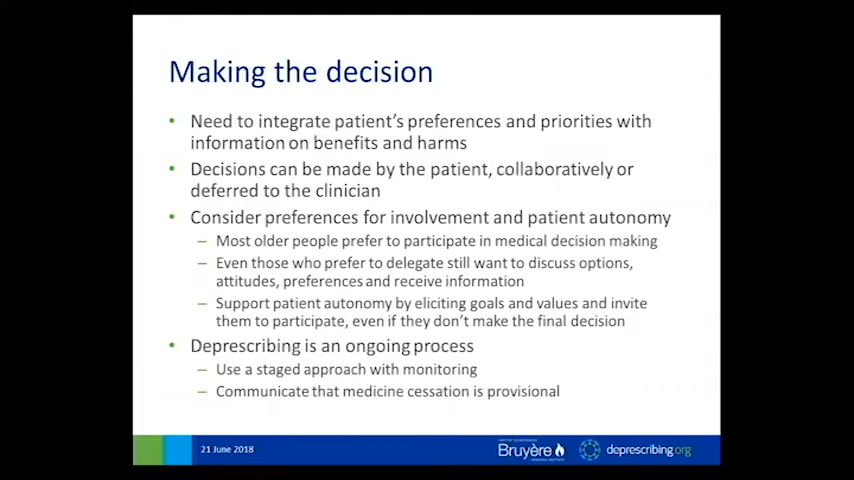 Making the decision
• Need to integrate patient's preferences and priorities with
information on benefits and harms
• Decisions can be made by the patient, collaboratively or
deferred to the clinician
• Consider preferences for involvement and patient autonomy
– Most older people prefer to participate in medical decision making
– Even those who prefer to delegate still want to discuss options,
attitudes, preferences and receive information
– Support patient autonomy by eliciting goals and values and invite
them to participate, even if they don't make the final decision
• Deprescribing is an ongoing process
– Use a staged approach with monitoring
– Communicate that medicine cessation is provisional
21 June 2018
Bruyère
deprescribing.org